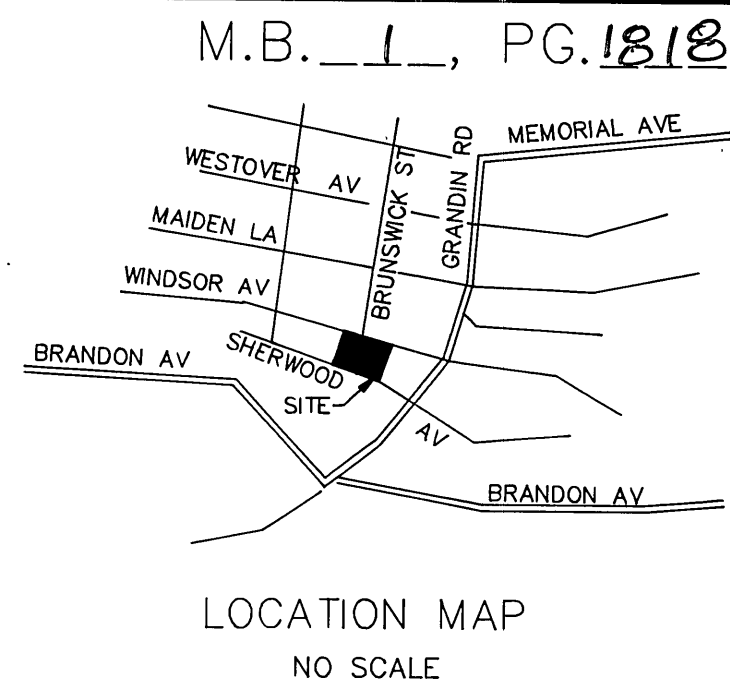 M.B. 1, PG. 1818
MEMORIAL AVE
GRANDIN RD
BRUNSWICK ST
WESTOVER AV
MAIDEN LA
WINDSOR AV
BRANDON AV
SHERWOOD AV
SITE
BRANDON AV
LOCATION MAP
NO SCALE